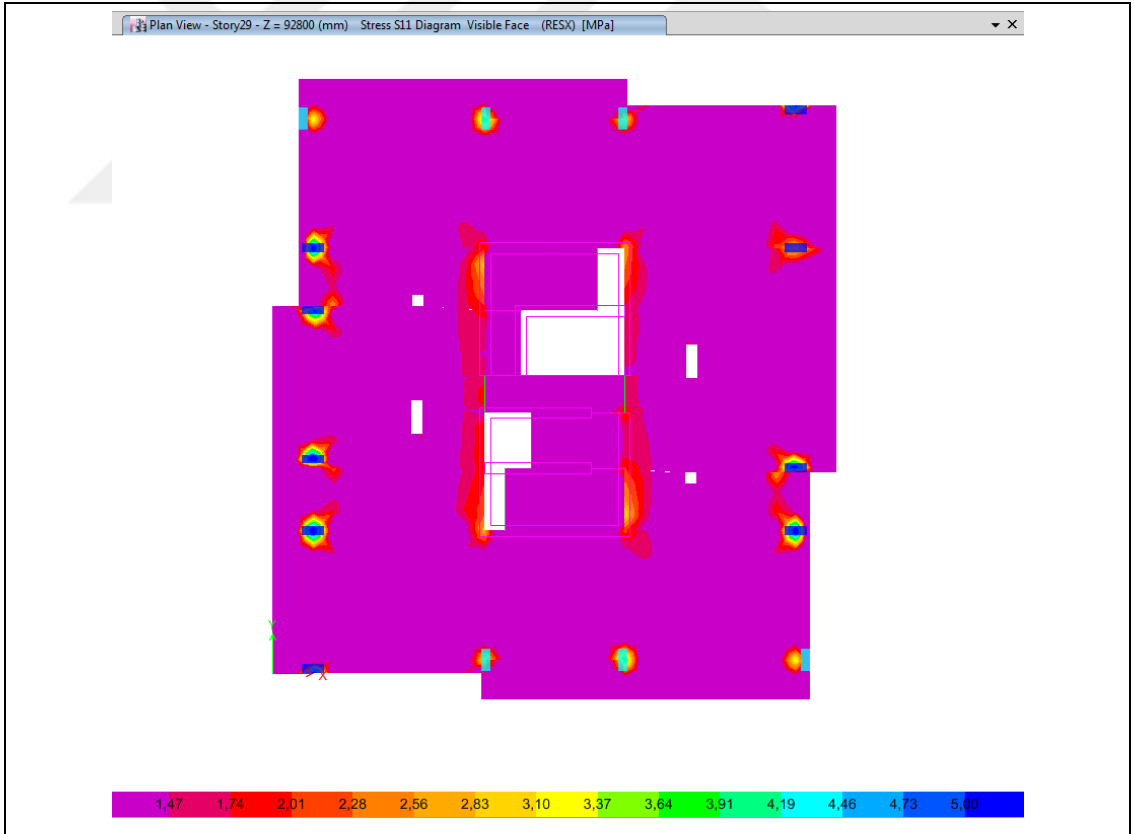 Plan View - Story29 - Z = 92800 (mm) Stress S11 Diagram Visible Face (RESX) [MPa]
Y
X
1,47 1,74 2,01 2,28 2,56 2,83 3,10 3,37 3,64 3,91 4,19 4,46 4,73 5,00